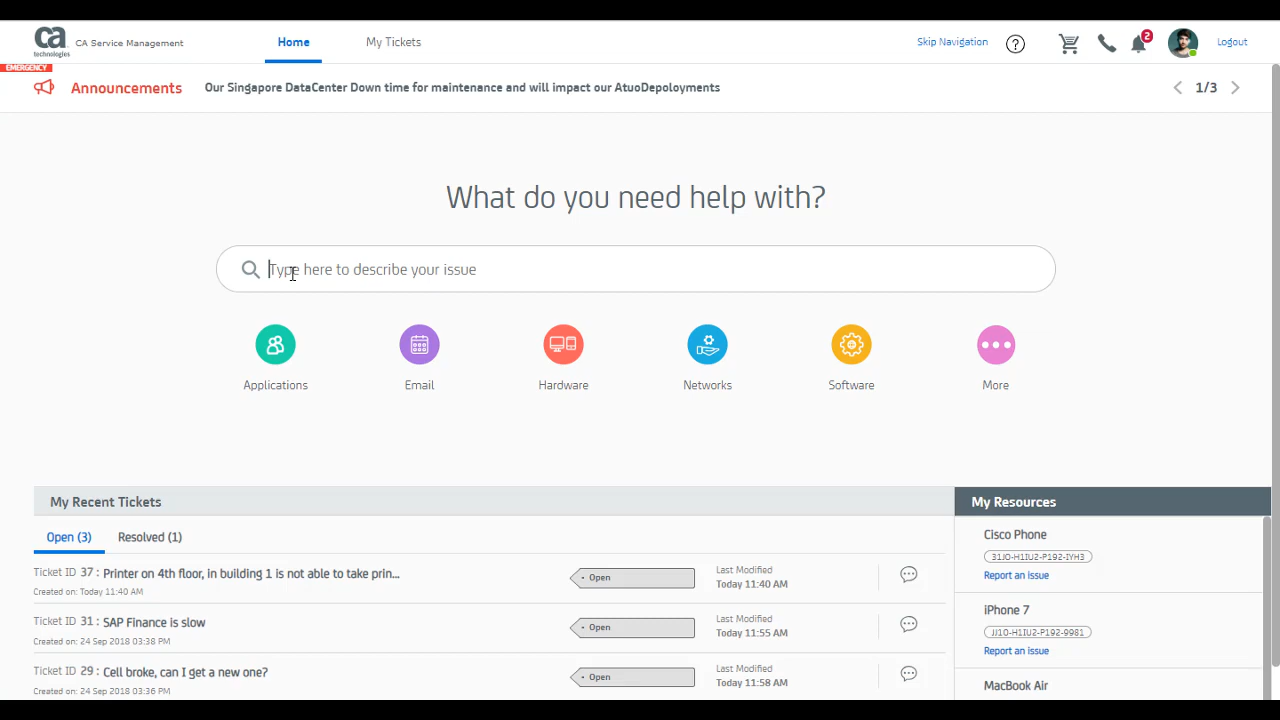 ca
technologies
CA Service Management
Home
My Tickets
Skip Navigation
?
2
Logout
EMERGENCY
Announcements
Our Singapore DataCenter Down time for maintenance and will impact our AtuoDepoloyments
1/3
What do you need help with?
Type here to describe your issue
Applications
Email
Hardware
Networks
Software
More
My Recent Tickets
My Resources
Open (3)
Resolved (1)
Ticket ID 37 : Printer on 4th floor, in building 1 is not able to take prin...
Created on: Today 11:40 AM
Open
Last Modified
Today 11:40 AM
Ticket ID 31 : SAP Finance is slow
Created on: 24 Sep 2018 03:38 PM
Open
Last Modified
Today 11:55 AM
Ticket ID 29 : Cell broke, can I get a new one?
Created on: 24 Sep 2018 03:36 PM
Open
Last Modified
Today 11:58 AM
Cisco Phone
31JO-H1IU2-P192-IYH3
Report an issue
iPhone 7
JJ1O-H1IU2-P192-9981
Report an issue
MacBook Air